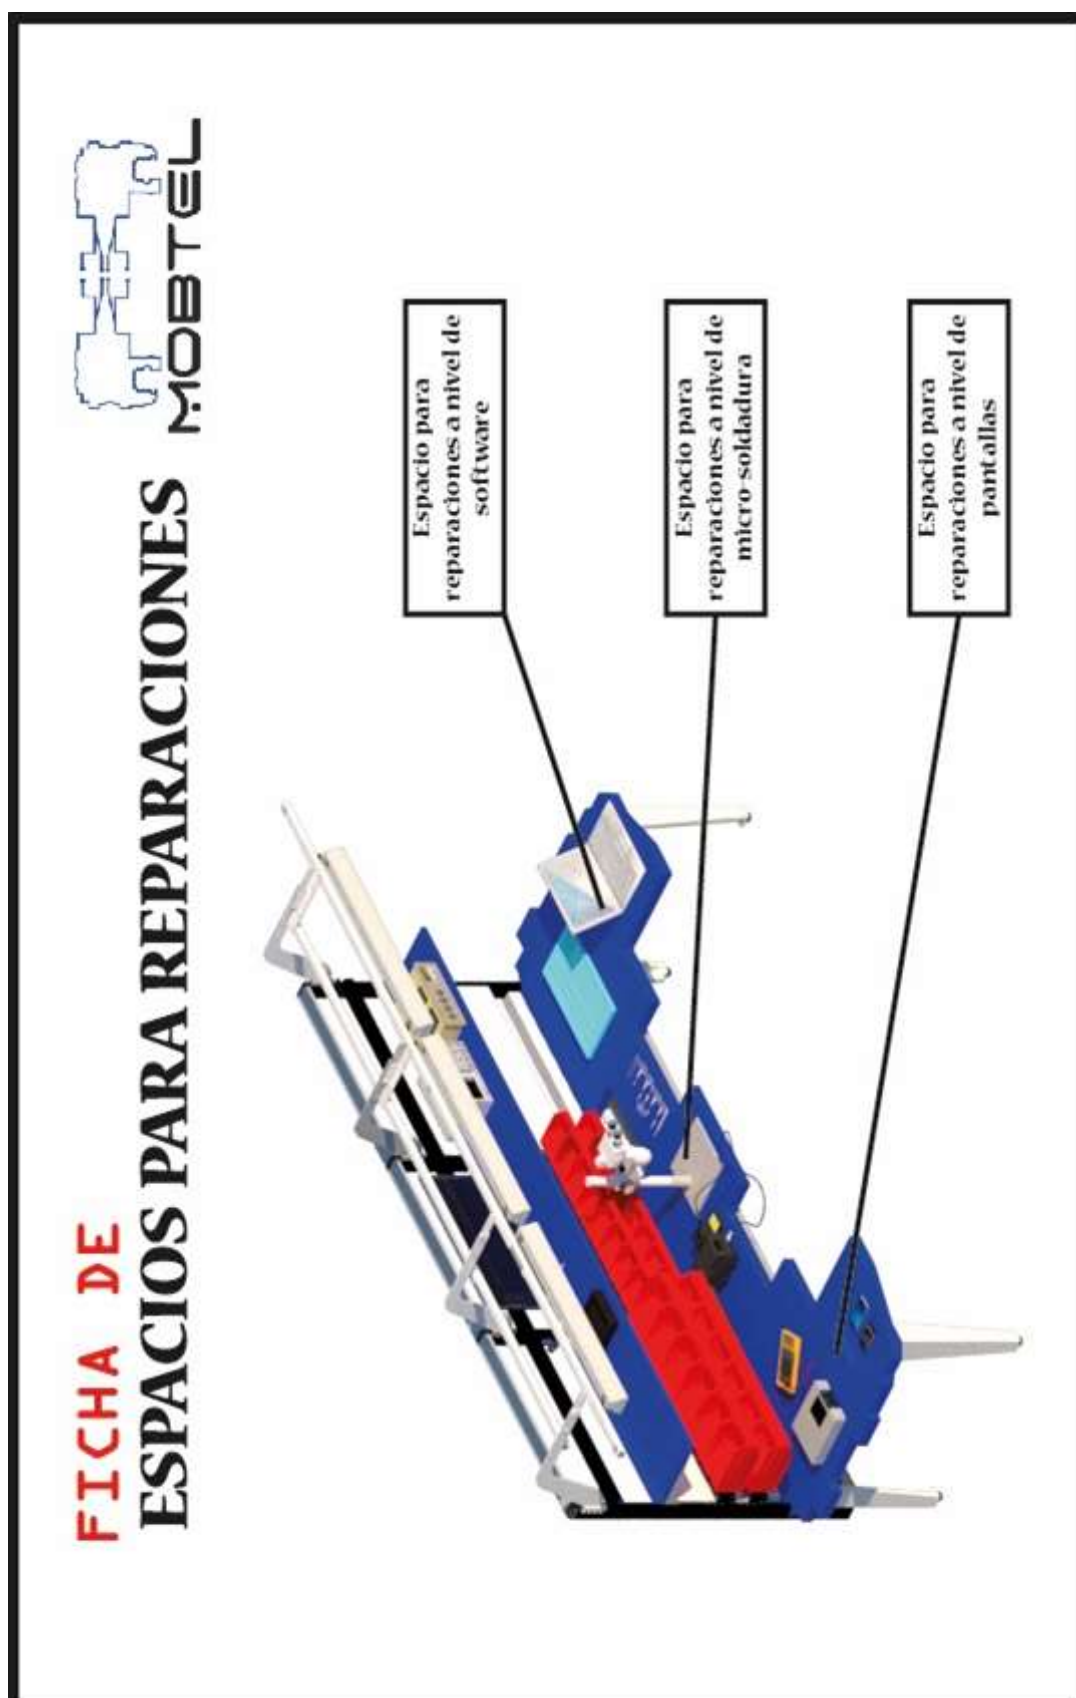 FICHA DE
ESPACIOS PARA REPARACIONES
MOBTEL
Espacio para
reparaciones a nivel de
software
Espacio para
reparaciones a nivel de
micro-soldadura
Espacio para
reparaciones a nivel de
pantallas